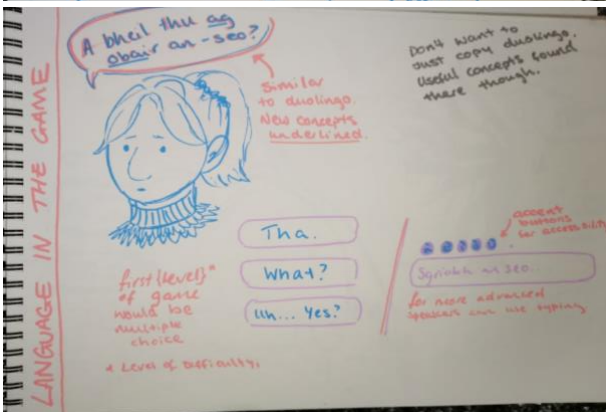 LANGUAGE IN THE GAME
A bheil thu ag
obair an-seo?
Similar
to duolingo.
New concepts
underlined.
Don't want to
just copy duolingo.
Useful concepts found
there though.
Tha.
What?
Uh... Yes?
first (level)*
of game
would be
multiple
choice
* Level of difficulty.
accent
buttons
for accessibility
Sgrìobh an seo...
for more advanced
speakers can use typing